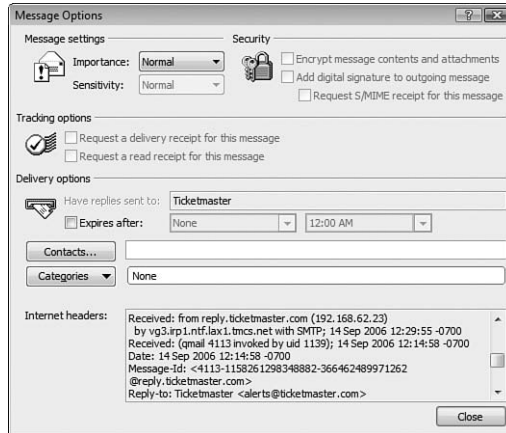 Message Options
Message settings
Security
Importance: Normal
Encrypt message contents and attachments
Sensitivity: Normal
Add digital signature to outgoing message
Request S/MIME receipt for this message
Tracking options
Request a delivery receipt for this message
Request a read receipt for this message
Delivery options
Have replies sent to: Ticketmaster
Expires after: None 12:00 AM
Contacts...
Categories None
Internet headers:
Received: from reply.ticketmaster.com (192.168.62.23)
by vg3.irp1.ntf.lax1.tmcs.net with SMTP; 14 Sep 2006 12:29:55 -0700
Received: (qmail 4113 invoked by uid 1139); 14 Sep 2006 12:14:58 -0700
Date: 14 Sep 2006 12:14:58 -0700
Message-Id: <4113-1158261298348882-366462489971262
@reply.ticketmaster.com>
Reply-to: Ticketmaster <alerts@ticketmaster.com>
Close